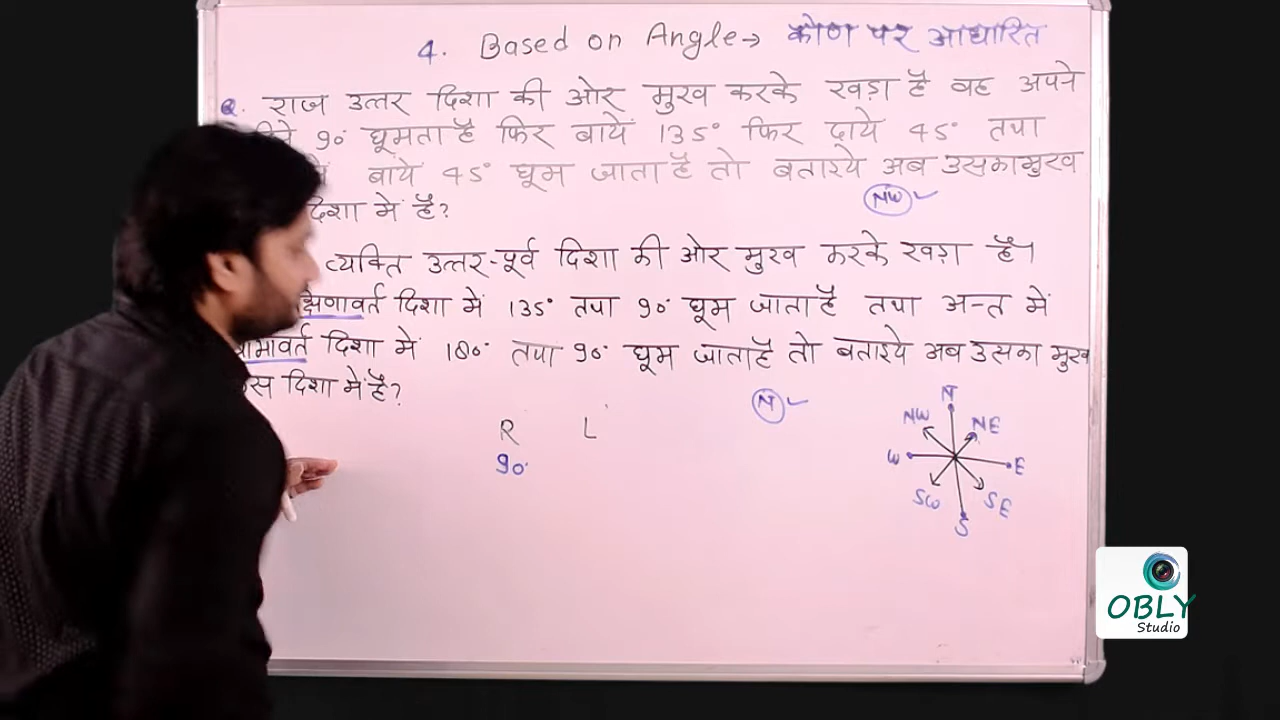 4. Based on Angle→ कोण पर आधारित
Q. राज उत्तर दिशा की ओर मुख करके खड़ा है वह अपने
90° घूमता है फिर बायें 135° फिर दाये 45° तथा
बाये 45° घूम जाता है तो बताइये अब उसका मुख
दिशा में है?
NW ✓
व्यक्ति उत्तर-पूर्व दिशा की ओर मुख करके खड़ा है।
क्षिणावर्त दिशा में 135° तथा 90° घूम जाता है तथा अन्त में
वामावर्त दिशा में 180° तथा 90° घूम जाता है तो बताइये अब उसका मुख
दिशा में है?
N ✓
R L
90°
N
NW NE
W E
SW SE
S
OBLY
Studio